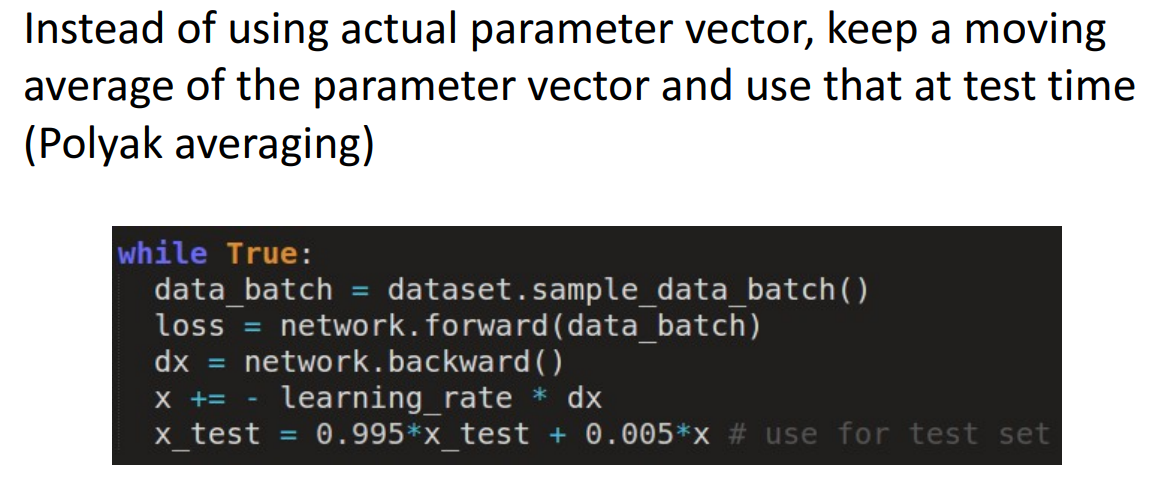 Instead of using actual parameter vector, keep a moving
average of the parameter vector and use that at test time
(Polyak averaging)
while True:
data_batch = dataset.sample_data_batch()
loss = network.forward(data_batch)
dx = network.backward()
x += - learning_rate * dx
x_test = 0.995*x_test + 0.005*x # use for test set